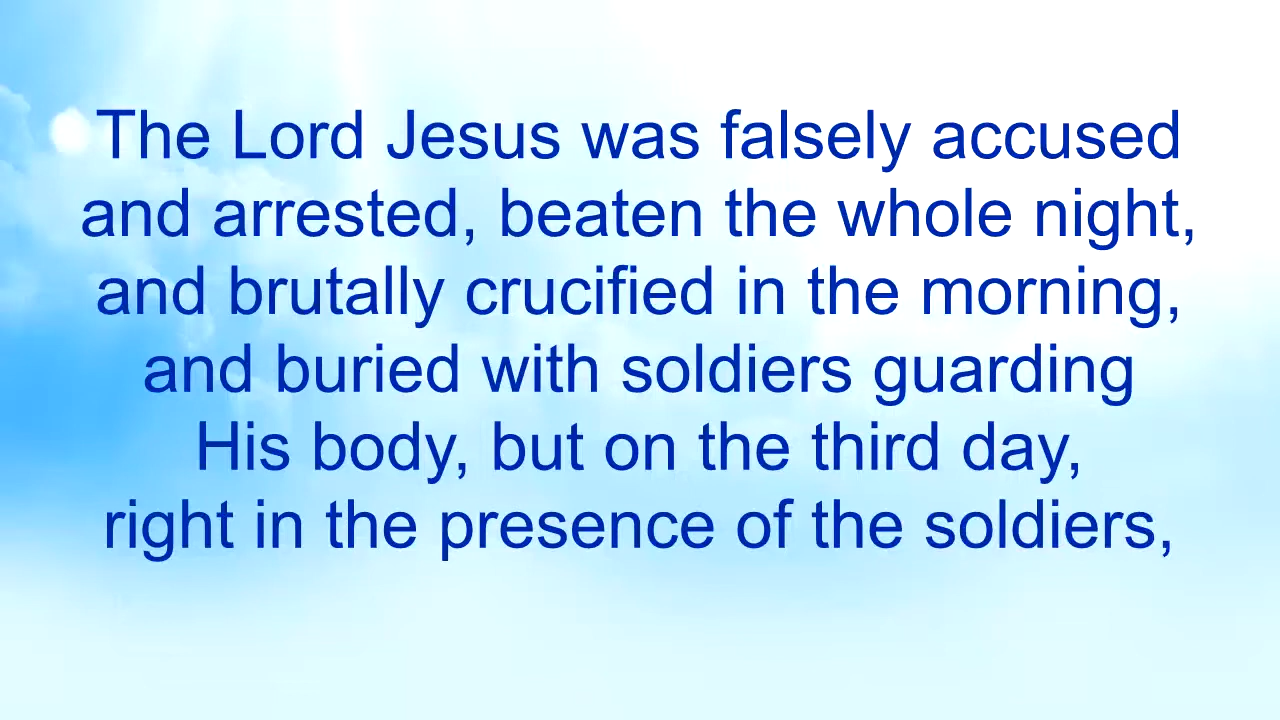 The Lord Jesus was falsely accused
and arrested, beaten the whole night,
and brutally crucified in the morning,
and buried with soldiers guarding
His body, but on the third day,
right in the presence of the soldiers,